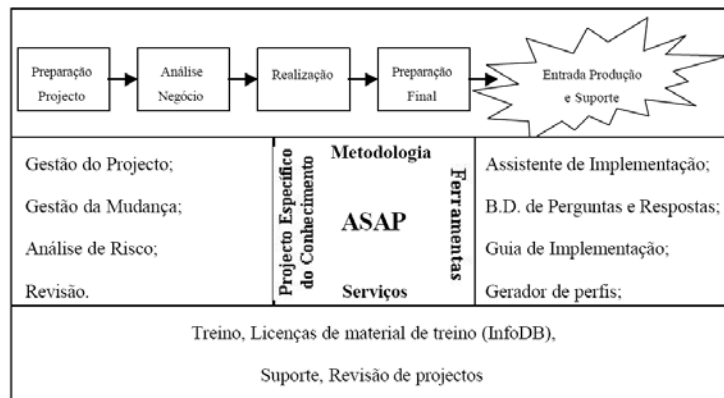 Preparação
Projecto
Análise
Negócio
Realização
Preparação
Final
Entrada Produção
e Suporte
Gestão do Projecto;
Gestão da Mudança;
Análise de Risco;
Revisão.
Projecto Específico
do Conhecimento
Metodologia
ASAP
Serviços
Ferramentas
Assistente de Implementação;
B.D. de Perguntas e Respostas;
Guia de Implementação;
Gerador de perfis;
Treino, Licenças de material de treino (InfoDB),
Suporte, Revisão de projectos